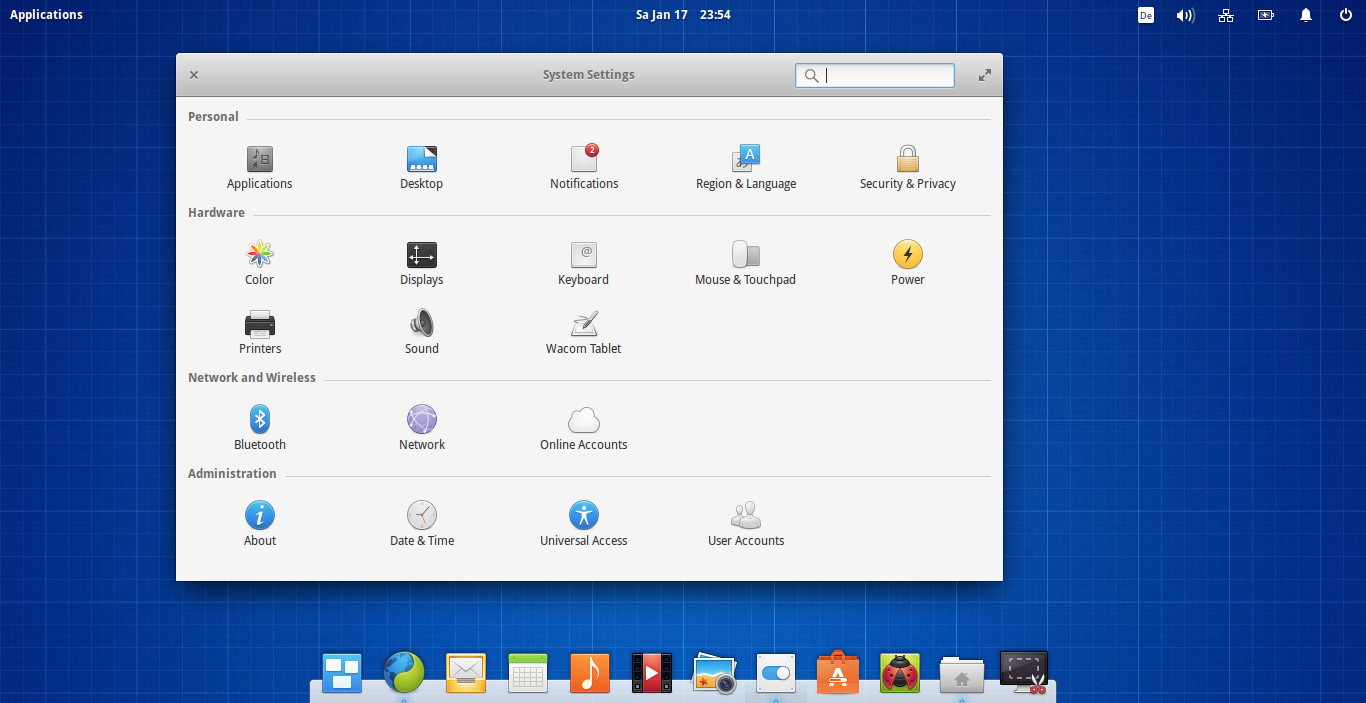 Applications
Sa Jan 17 23:54
De
System Settings
Personal
2
A
Applications
Desktop
Notifications
Region & Language
Security & Privacy
Hardware
@
Color
Displays
Keyboard
Mouse & Touchpad
Power
Printers
Sound
Wacom Tablet
Network and Wireless
Bluetooth
Network
Online Accounts
Administration
i
About
Date & Time
Universal Access
User Accounts
A